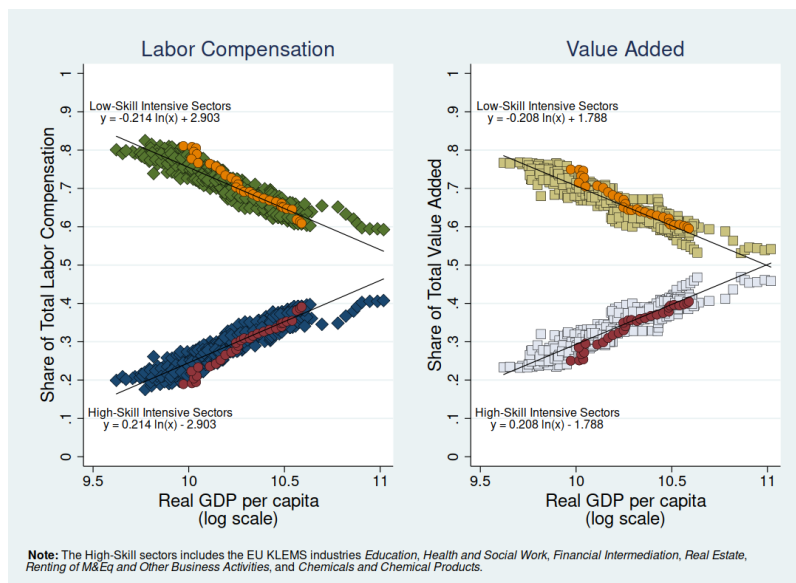 Labor Compensation
Share of Total Labor Compensation
1
.9
.8
.7
.6
.5
.4
.3
.2
.1
0
Low-Skill Intensive Sectors
y = -0.214 ln(x) + 2.903
High-Skill Intensive Sectors
y = 0.214 ln(x) - 2.903
9.5 10 10.5 11
Real GDP per capita
(log scale)
Value Added
Share of Total Value Added
1
.9
.8
.7
.6
.5
.4
.3
.2
.1
0
Low-Skill Intensive Sectors
y = -0.208 ln(x) + 1.788
High-Skill Intensive Sectors
y = 0.208 ln(x) - 1.788
9.5 10 10.5 11
Real GDP per capita
(log scale)
Note: The High-Skill sectors includes the EU KLEMS industries Education, Health and Social Work, Financial Intermediation, Real Estate,
Renting of M&Eq and Other Business Activities, and Chemicals and Chemical Products.